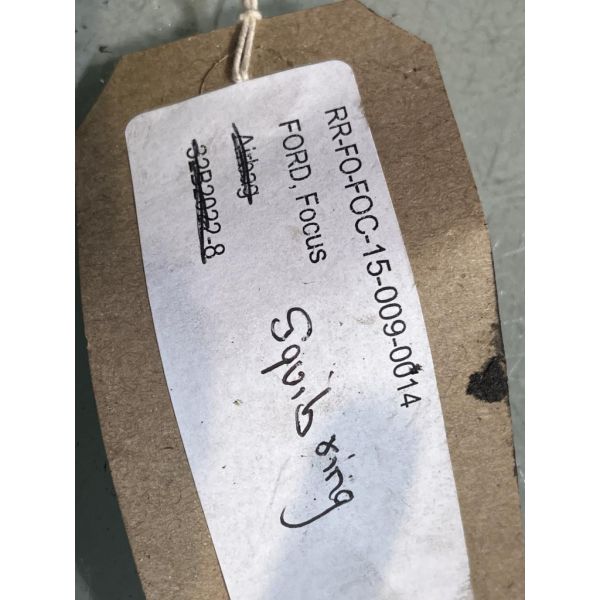 RR-FO-FOC-15-009-0014
FORD, Focus
Airbag
32B2022-8
Squib ring